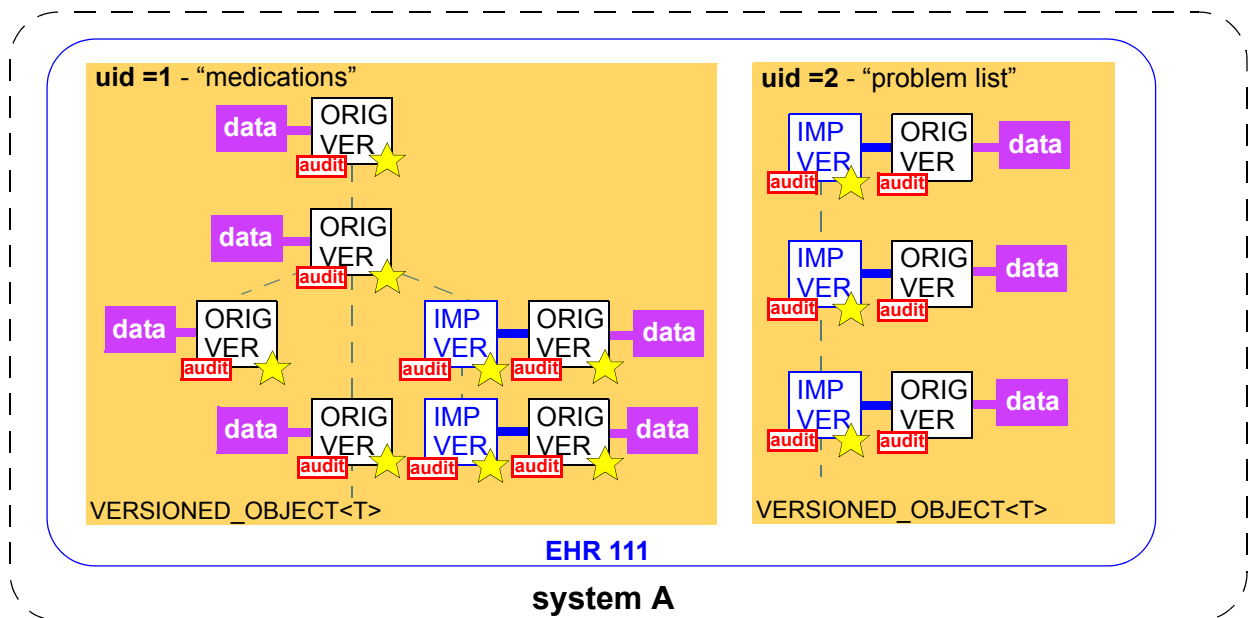 uid =1 - “medications”
uid =2 - “problem list”
data
ORIG
VER
audit
IMP
VER
audit
ORIG
VER
audit
data
data
ORIG
VER
audit
IMP
VER
audit
ORIG
VER
audit
data
data
ORIG
VER
audit
IMP
VER
audit
ORIG
VER
audit
data
data
ORIG
VER
audit
IMP
VER
audit
ORIG
VER
audit
data
IMP
VER
audit
ORIG
VER
audit
data
VERSIONED_OBJECT<T>
VERSIONED_OBJECT<T>
EHR 111
system A